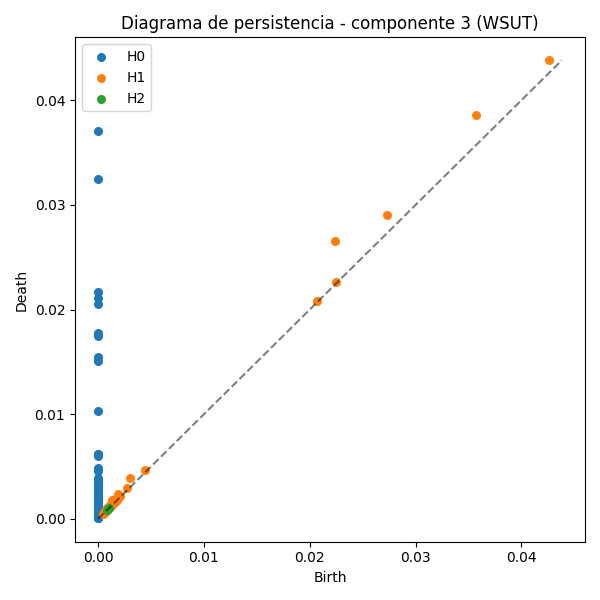 Diagrama de persistencia - componente 3 (WSUT)
H0
H1
H2
Death
0.04
0.03
0.02
0.01
0.00
0.00 0.01 0.02 0.03 0.04
Birth